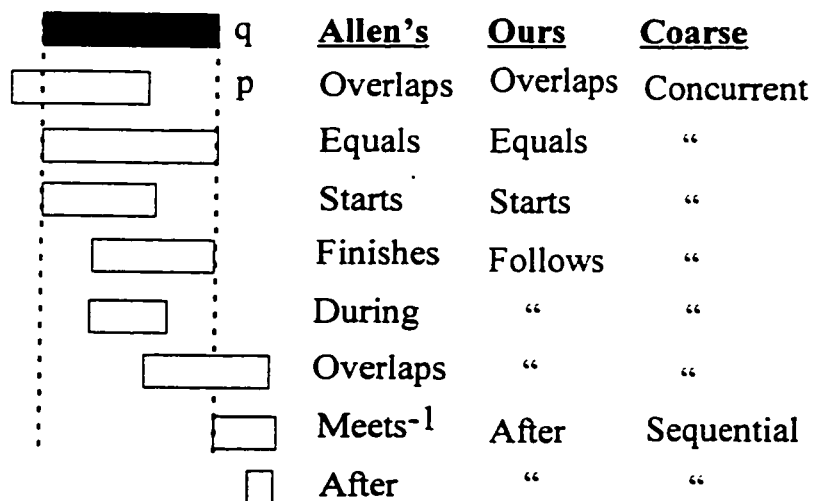 q Allen's Ours Coarse
p Overlaps Overlaps Concurrent
Equals Equals “
Starts Starts “
Finishes Follows “
During “ “
Overlaps “ “
Meets-1 After Sequential
After “ “